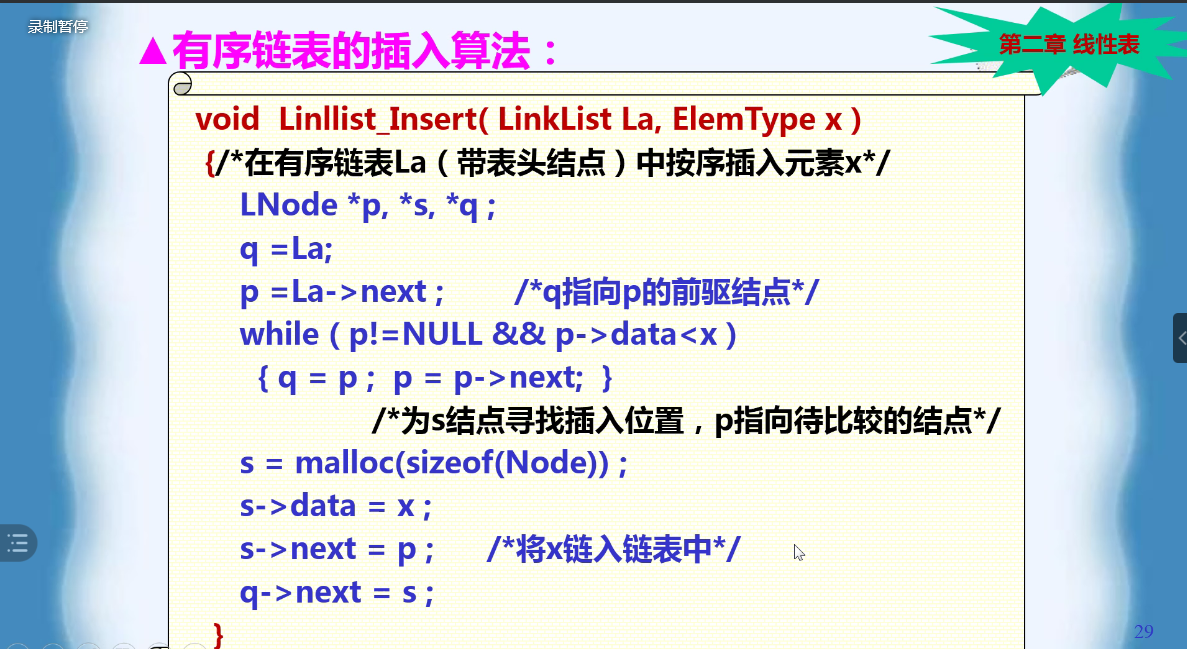 录制暂停
▲有序链表的插入算法：
第二章 线性表
void Linllist_Insert( LinkList La, ElemType x )
{/*在有序链表La（带表头结点）中按序插入元素x*/
LNode *p, *s, *q ;
q =La;
p =La->next ; /*q指向p的前驱结点*/
while ( p!=NULL && p->data<x )
{ q = p ; p = p->next; }
/*为s结点寻找插入位置，p指向待比较的结点*/
s = malloc(sizeof(Node)) ;
s->data = x ;
s->next = p ; /*将x链入链表中*/
q->next = s ;
}
29